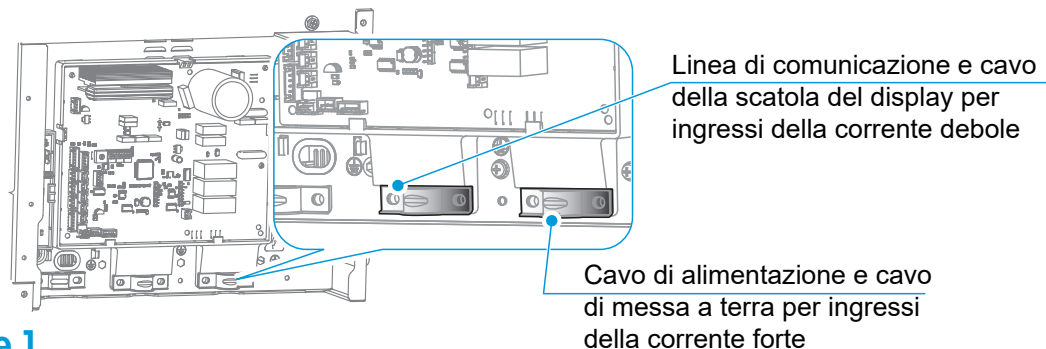 Linea di comunicazione e cavo
della scatola del display per
ingressi della corrente debole
Cavo di alimentazione e cavo
di messa a terra per ingressi
della corrente forte
e 1